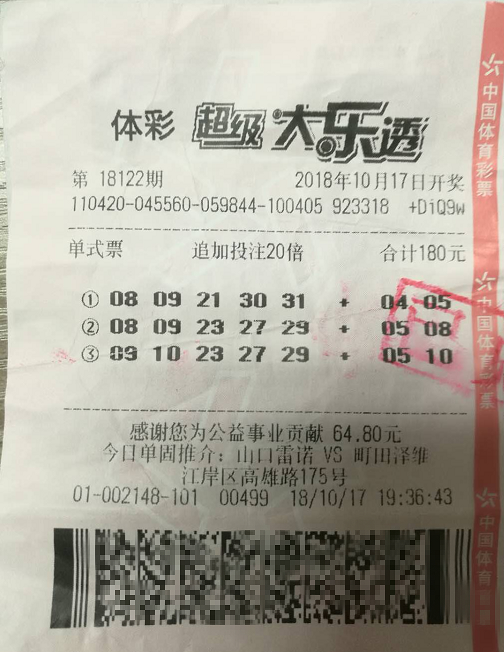 体彩 超级大乐透
第 18122期 2018年10月17日开奖
110420-045560-059844-100405 923318 +DiQ9w
单式票 追加投注20倍 合计180元
① 08 09 21 30 31 + 04 05
② 08 09 23 27 29 + 05 08
③ 09 10 23 27 29 + 05 10
感谢您为公益事业贡献 64.80元
今日单固推介: 山口雷诺 VS 町田泽维
江岸区高雄路175号
01-002148-101 00499 18/10/17 19:36:43
中国体育彩票
中国体育彩票
中国体育彩票